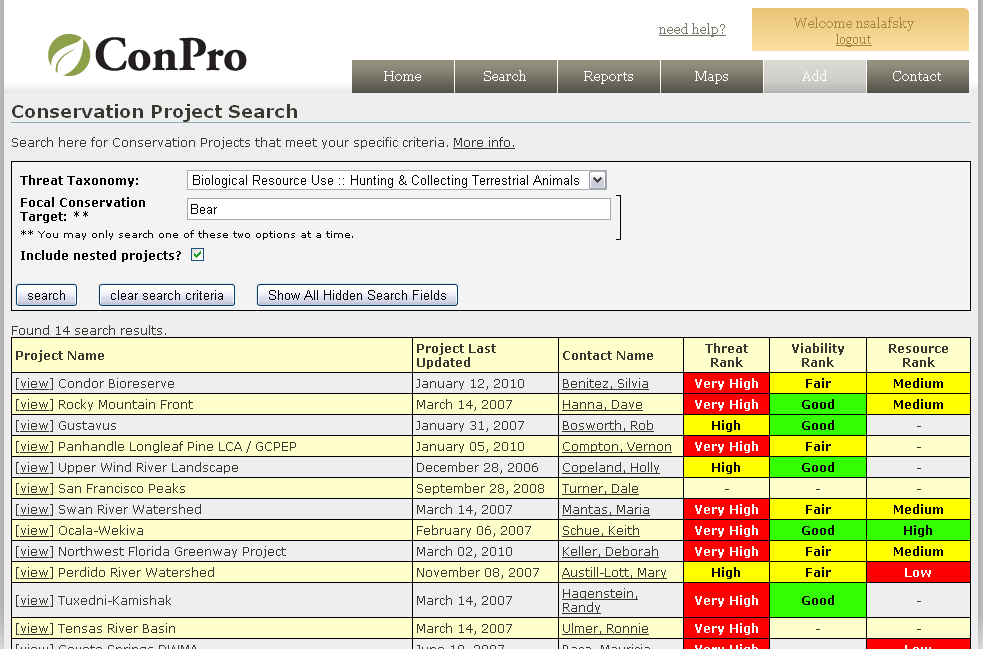 need help?
Welcome nsalafsky
logout
ConPro
Home Search Reports Maps Add Contact
Conservation Project Search
Search here for Conservation Projects that meet your specific criteria. More info.
Threat Taxonomy: Biological Resource Use :: Hunting & Collecting Terrestrial Animals
Focal Conservation
Target: ** Bear
** You may only search one of these two options at a time.
Include nested projects?
search clear search criteria Show All Hidden Search Fields
Found 14 search results.
Project Name Project Last Updated Contact Name Threat Rank Viability Rank Resource Rank
[view] Condor Bioreserve January 12, 2010 Benitez, Silvia Very High Fair Medium
[view] Rocky Mountain Front March 14, 2007 Hanna, Dave Very High Good Medium
[view] Gustavus January 31, 2007 Bosworth, Rob High Good -
[view] Panhandle Longleaf Pine LCA / GCPEP January 05, 2010 Compton, Vernon Very High Fair -
[view] Upper Wind River Landscape December 28, 2006 Copeland, Holly High Good -
[view] San Francisco Peaks September 28, 2008 Turner, Dale - - -
[view] Swan River Watershed March 14, 2007 Mantas, Maria Very High Fair Medium
[view] Ocala-Wekiva February 06, 2007 Schue, Keith Very High Good High
[view] Northwest Florida Greenway Project March 02, 2010 Keller, Deborah Very High Fair Medium
[view] Perdido River Watershed November 08, 2007 Austill-Lott, Mary High Fair Low
[view] Tuxedni-Kamishak March 14, 2007 Hagenstein, Randy Very High Good -
[view] Tensas River Basin March 14, 2007 Ulmer, Ronnie Very High - -